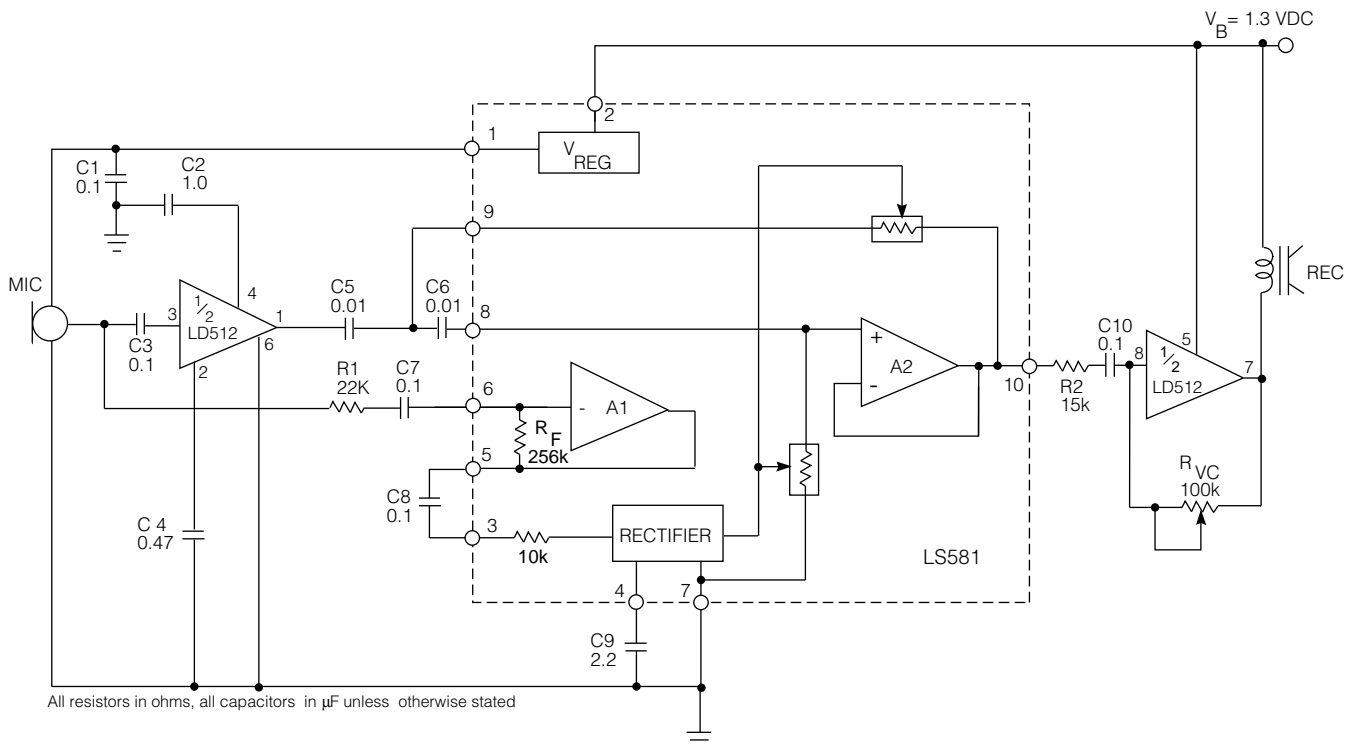 V B = 1.3 VDC
2
1
V REG
C1
0.1
C2
1.0
9
MIC
3
1/2
LD512
4
1
6
2
C3
0.1
C5
0.01
C6
0.01
8
R1
22K
C7
0.1
6
-
A1
R F
256k
5
+
-
A2
10
R2
15k
C10
0.1
8
5
1/2
LD512
7
REC
R VC
100k
C8
0.1
3
10k
RECTIFIER
C 4
0.47
LS581
4
7
C9
2.2
All resistors in ohms, all capacitors in μF unless otherwise stated